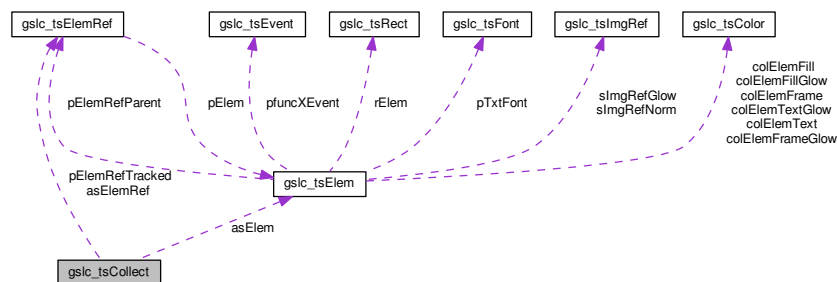 gslc_tsElemRef
gslc_tsEvent
gslc_tsRect
gslc_tsFont
gslc_tsImgRef
gslc_tsColor
pElemRefParent
pElem
pfuncXEvent
rElem
pTxtFont
sImgRefGlow
sImgRefNorm
colElemFill
colElemFillGlow
colElemFrame
colElemTextGlow
colElemText
colElemFrameGlow
pElemRefTracked
asElemRef
gslc_tsElem
asElem
gslc_tsCollect